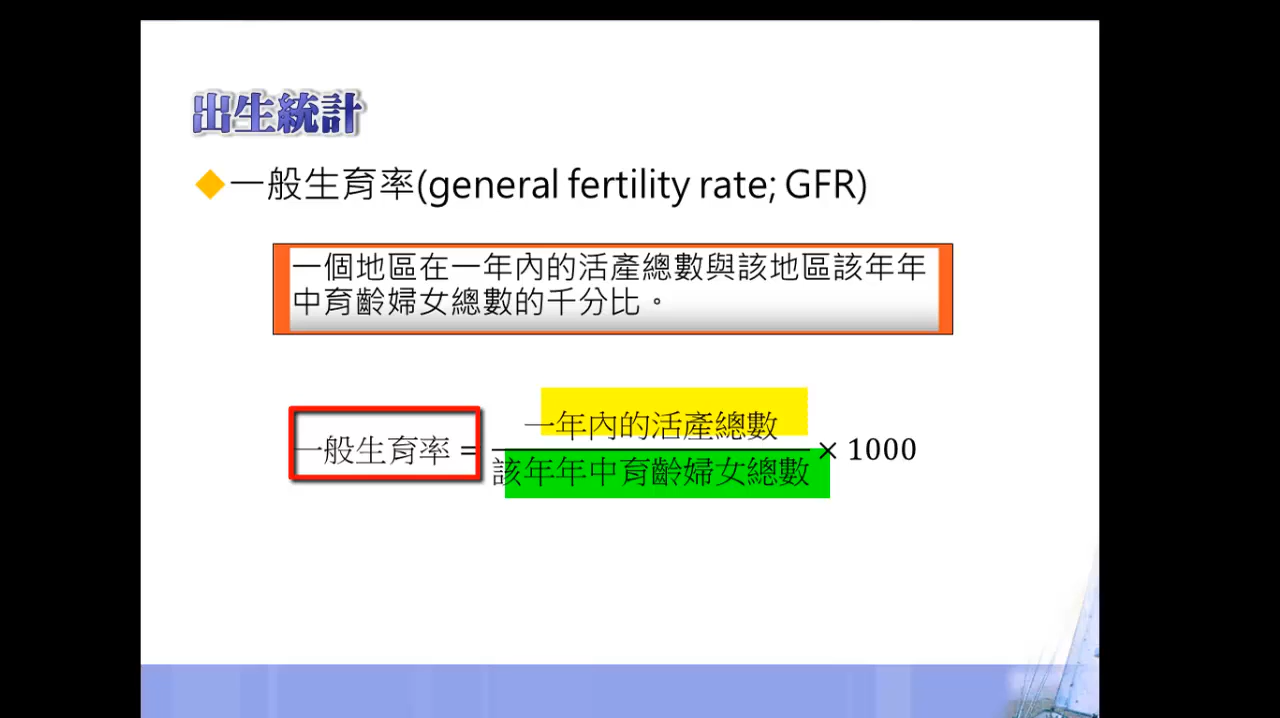 出生統計
一般生育率(general fertility rate; GFR)
一個地區在一年內的活產總數與該地區該年年
中育齡婦女總數的千分比。
一般生育率 = 一年內的活產總數 / 該年年中育齡婦女總數 × 1000